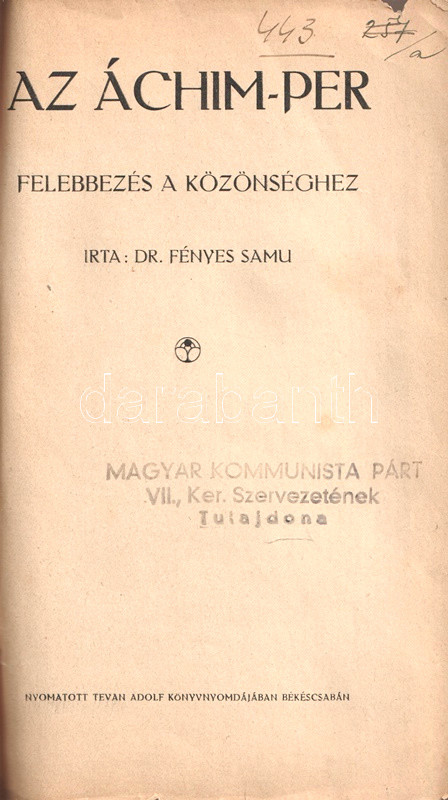 443 257/a
AZ ÁCHIM-PER
FELEBBEZÉS A KÖZÖNSÉGHEZ
IRTA: DR. FÉNYES SAMU
darabanth
MAGYAR KOMMUNISTA PÁRT
VII., Ker. Szervezetének
Tulajdona
NYOMATOTT TEVAN ADOLF KÖNYVNYOMDÁJÁBAN BÉKÉSCSABÁN